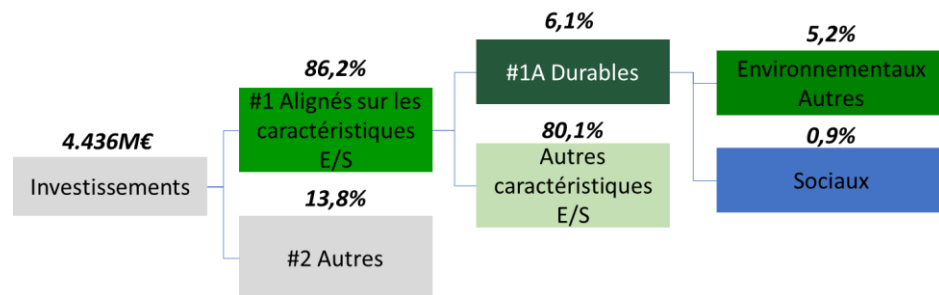 4.436M€
Investissements
86,2%
#1 Alignés sur les
caractéristiques
E/S
13,8%
#2 Autres
6,1%
#1A Durables
80,1%
Autres
caractéristiques
E/S
5,2%
Environnementaux
Autres
0,9%
Sociaux